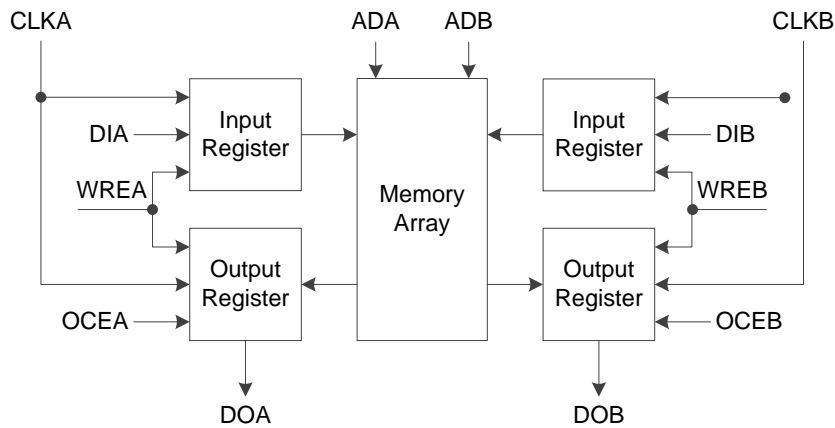 CLKA
ADA
ADB
CLKB
Input
Register
Input
Register
DIA
DIB
WREA
Memory
Array
WREB
Output
Register
Output
Register
OCEA
OCEB
DOA
DOB